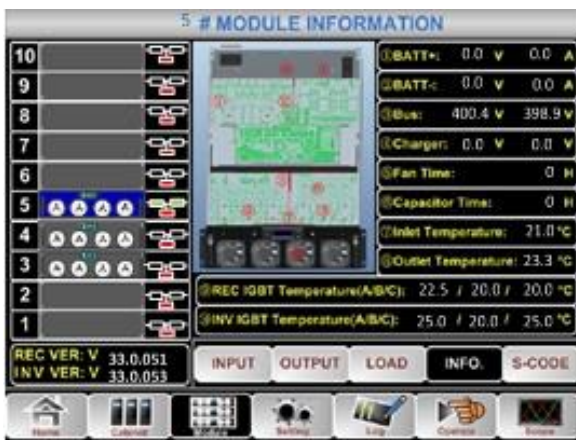 5 # MODULE INFORMATION
10
9
8
7
6
5
4
3
2
1
①BATT+: 0.0 V 0.0 A
②BATT-: 0.0 V 0.0 A
③Bus: 400.4 V 398.9 V
④Charger: 0.0 V 0.0 V
⑤Fan Time: 0 H
⑥Capacitor Time: 0 H
⑦Inlet Temperature: 21.0 °C
⑧Outlet Temperature: 23.3 °C
⑨REC IGBT Temperature(A/B/C): 22.5 / 20.0 / 20.0 °C
⑩INV IGBT Temperature(A/B/C): 25.0 / 20.0 / 25.0 °C
REC VER: V 33.0.051
INV VER: V 33.0.053
INPUT OUTPUT LOAD INFO. S-CODE
Home Cabinet Module Setting Log Operate Scope